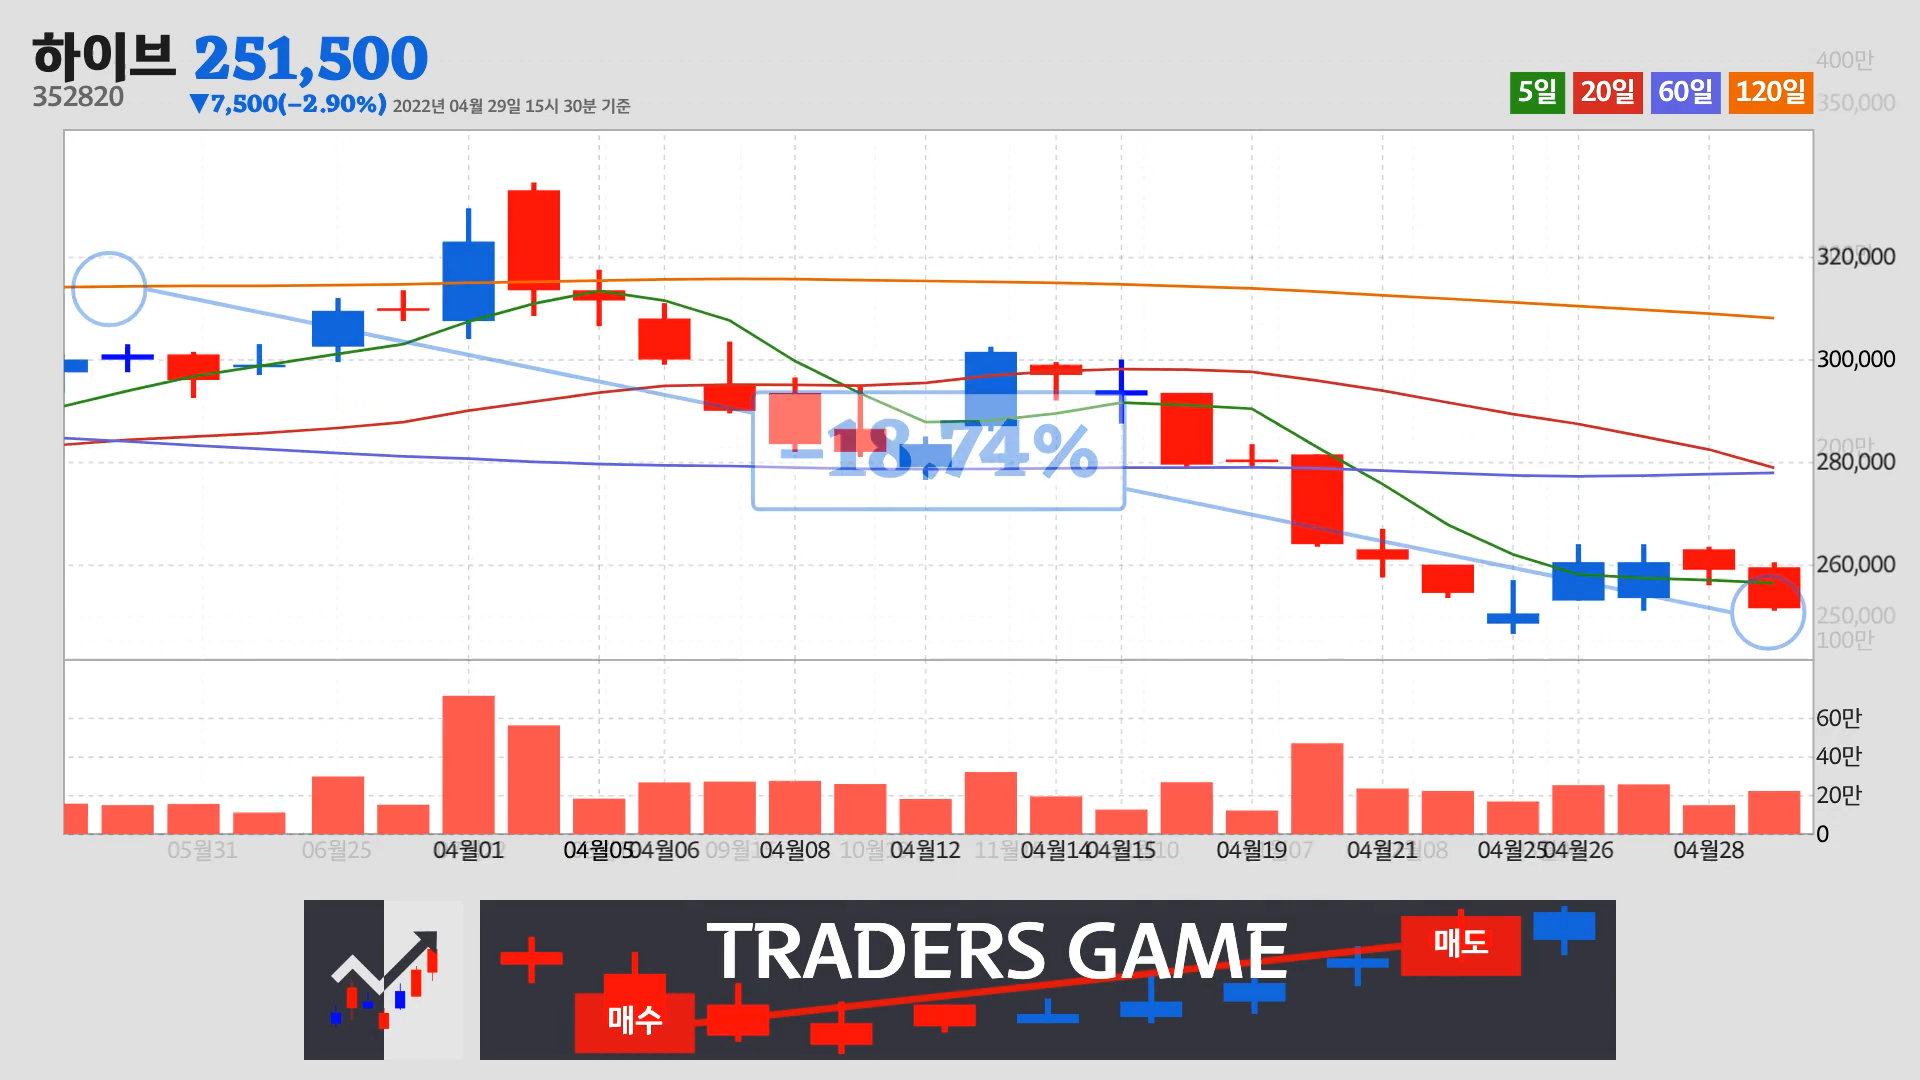 하이브 251,500
352820 ▼7,500(−2.90%) 2022년 04월 29일 15시 30분 기준
5일 20일 60일 120일
400만
350,000
320,000
300,000
−18.74%
200만
280,000
260,000
250,000
100만
60만
40만
20만
0
05월31 06월25 04월01 04월05 04월06 04월08 04월12 04월14 04월15 04월19 04월21 04월25 04월26 04월28
TRADERS GAME
매도
매수